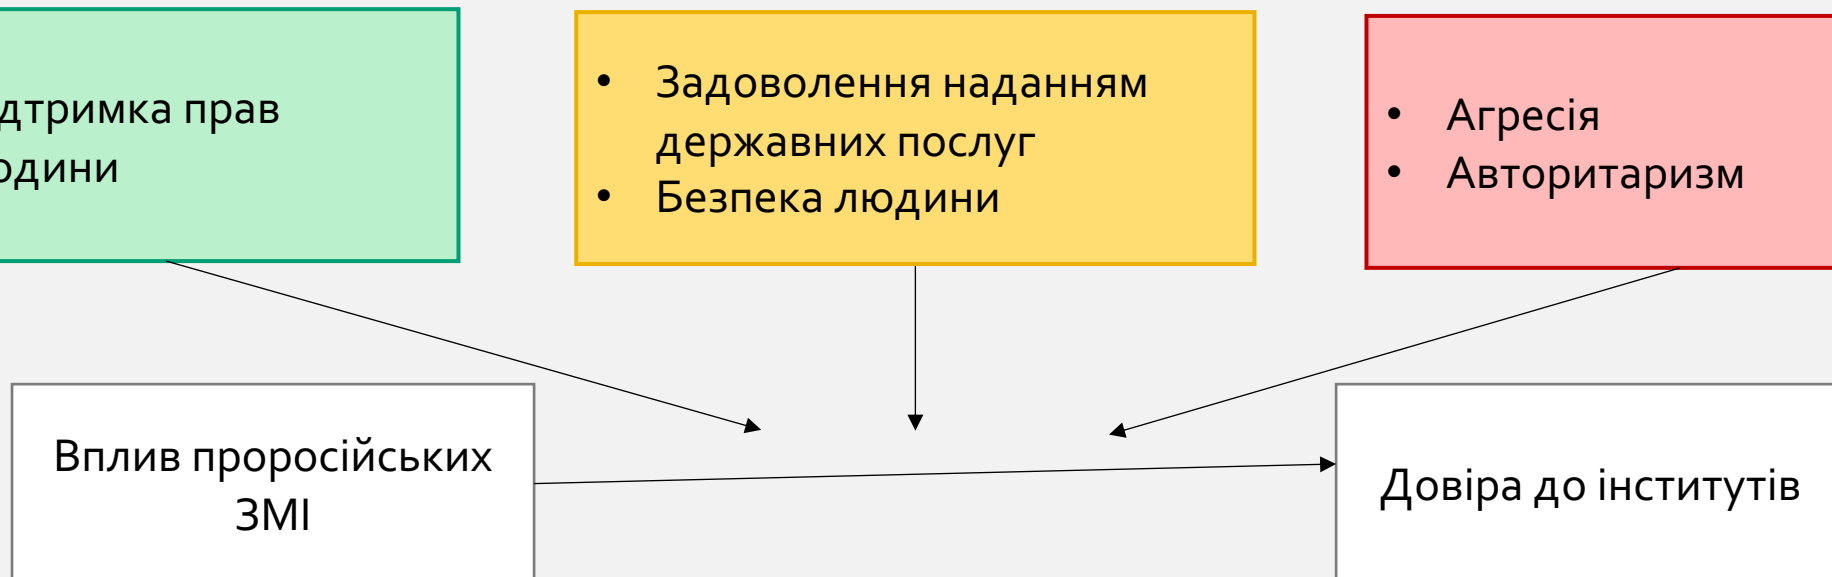 дтримка прав
одини
• Задоволення наданням
державних послуг
• Безпека людини
• Агресія
• Авторитаризм
Вплив проросійських
ЗМІ
Довіра до інститутів